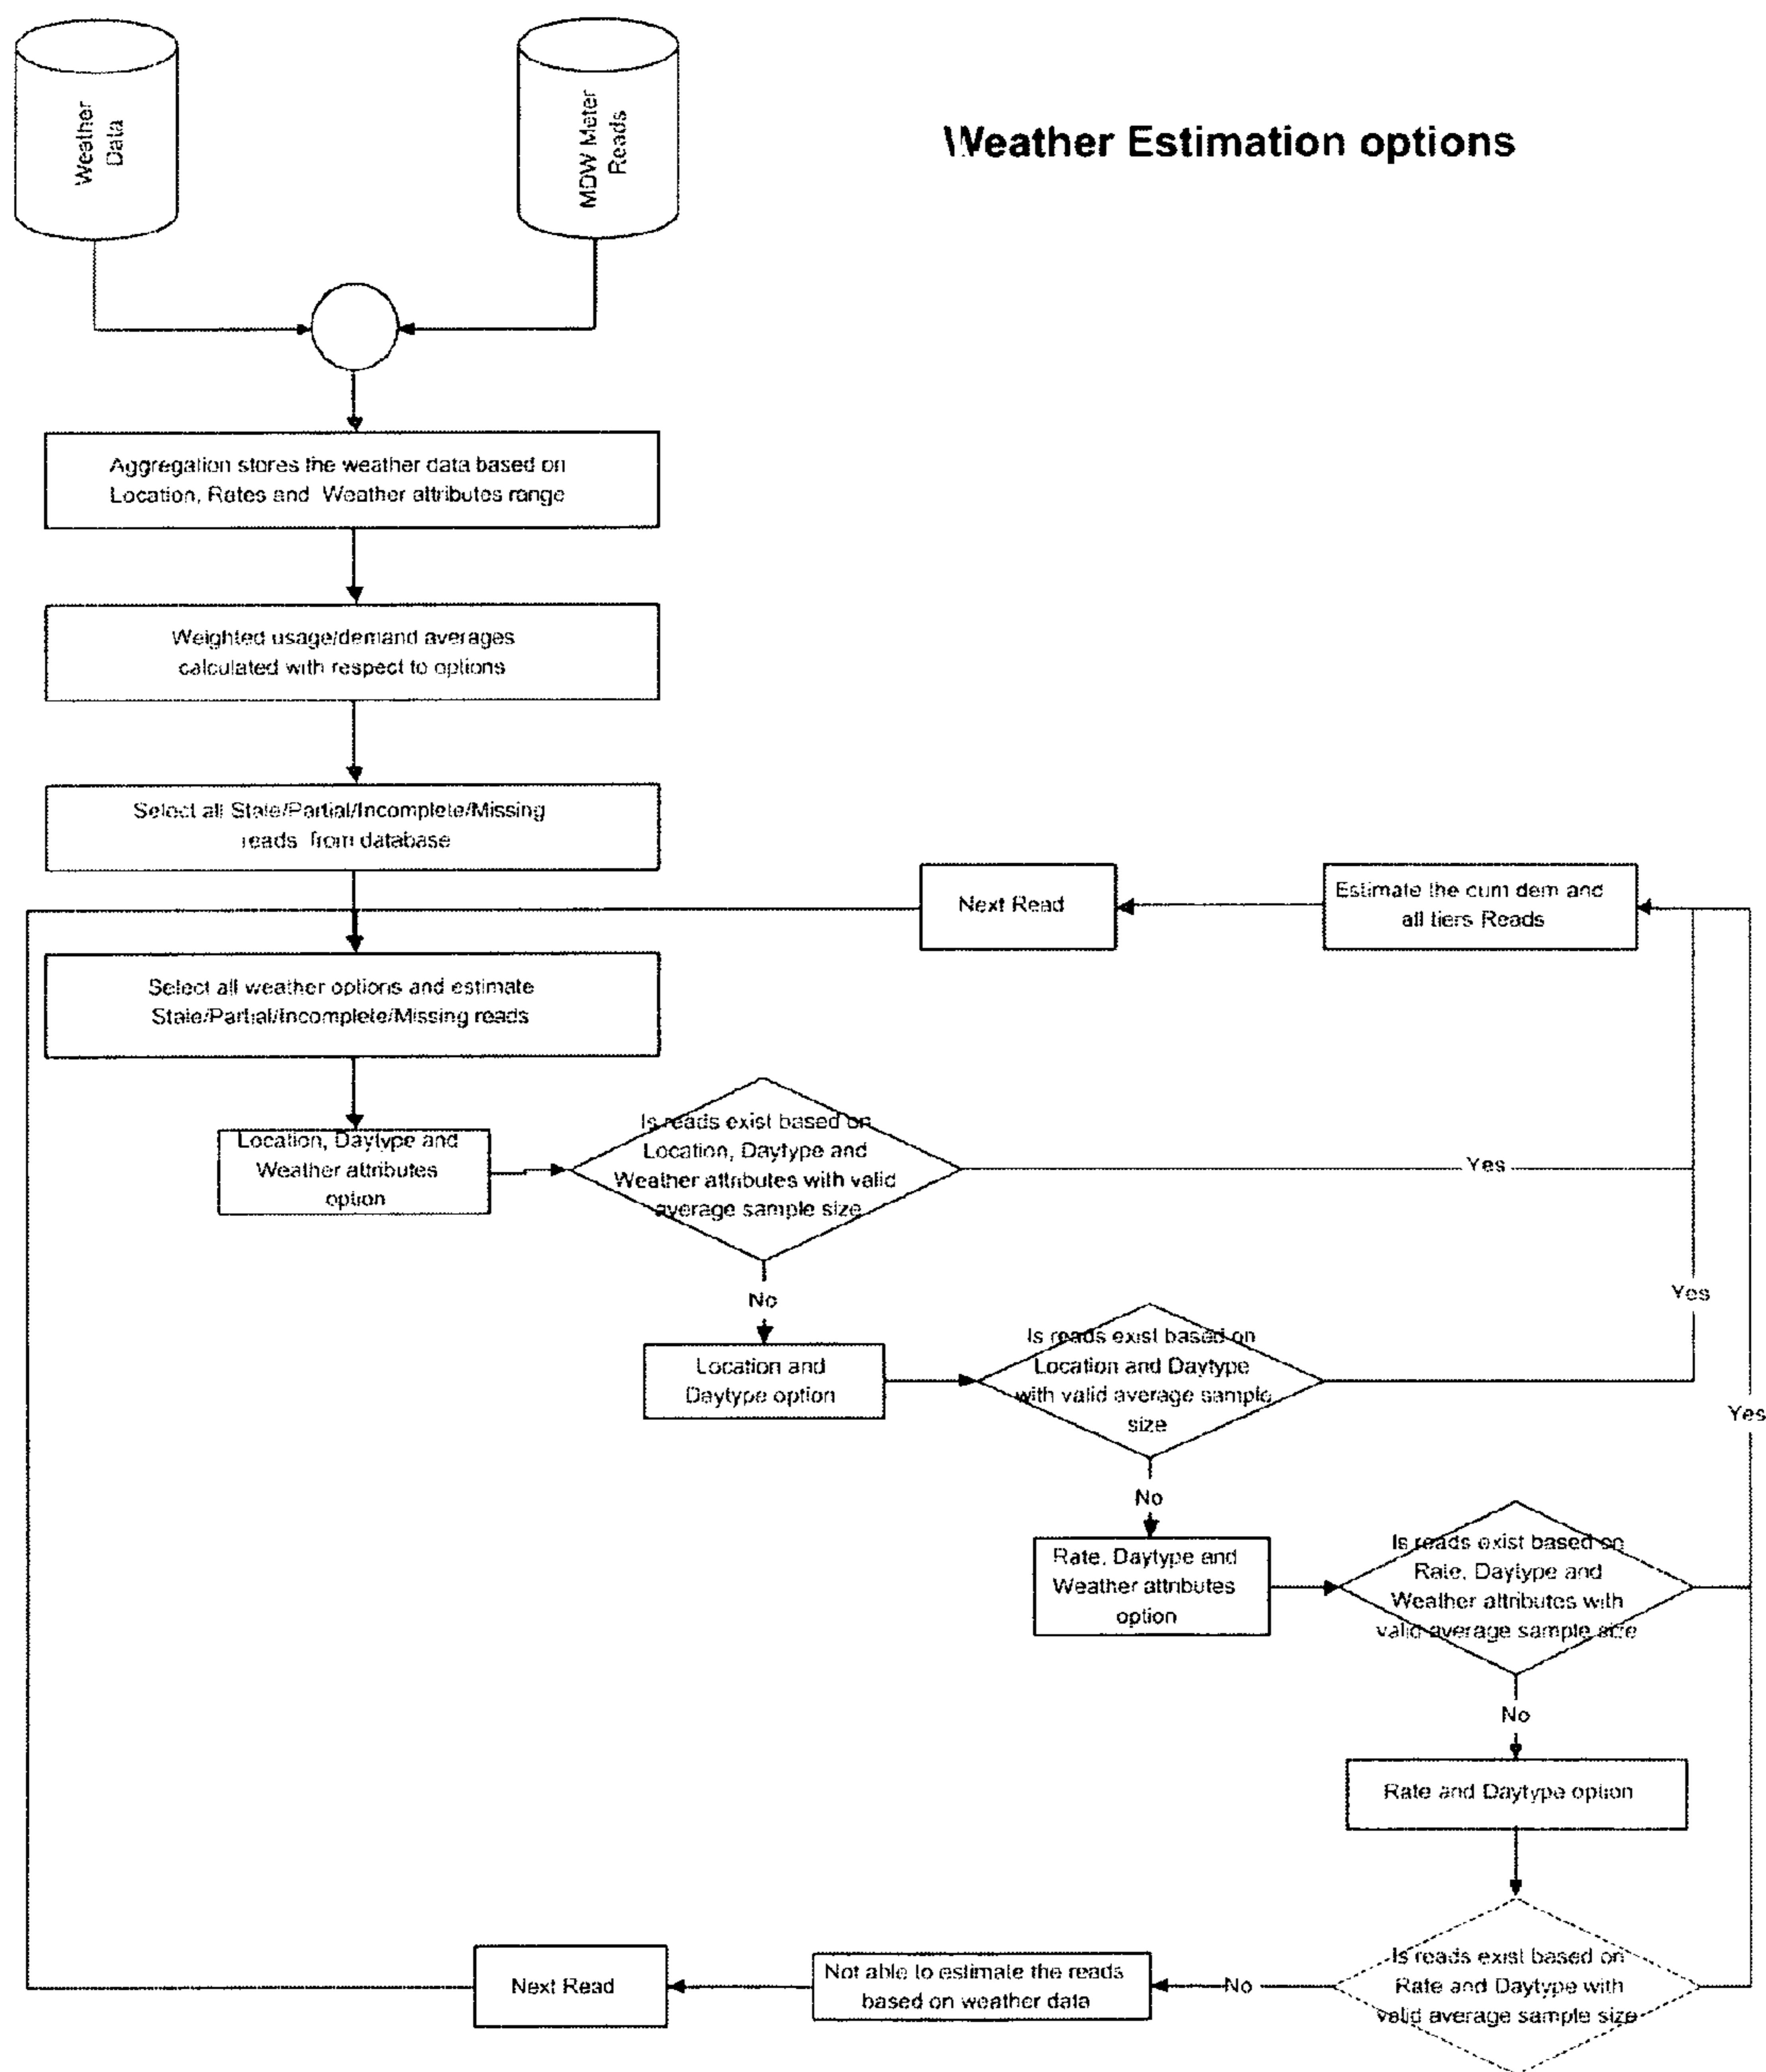 Weather
Data
MDW Meter
Reads
Weather Estimation options
Aggregation stores the weather data based on
Location, Rates and Weather attributes range
Weighted usage/demand averages
calculated with respect to options
Select all Stale/Partial/Incomplete/Missing
reads from database
Next Read
Estimate the cum dem and
all tiers Reads
Select all weather options and estimate
Stale/Partial/Incomplete/Missing reads
Location, Daytype and
Weather attributes
option
Is reads exist based on
Location, Daytype and
Weather attributes with valid
average sample size
Yes
No
Yes
Location and
Daytype option
Is reads exist based on
Location and Daytype
with valid average sample
size
Yes
No
Rate, Daytype and
Weather attributes
option
Is reads exist based on
Rate, Daytype and
Weather attributes with
valid average sample size
No
Rate and Daytype option
Is reads exist based on
Rate and Daytype with
valid average sample size
No
Not able to estimate the reads
based on weather data
Next Read